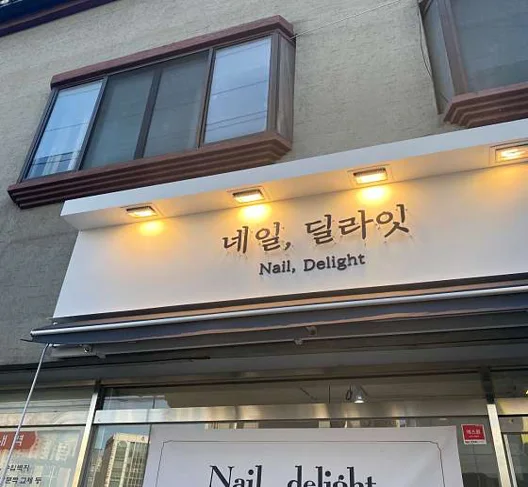 네일, 딜라잇
Nail, Delight
Nail, delight